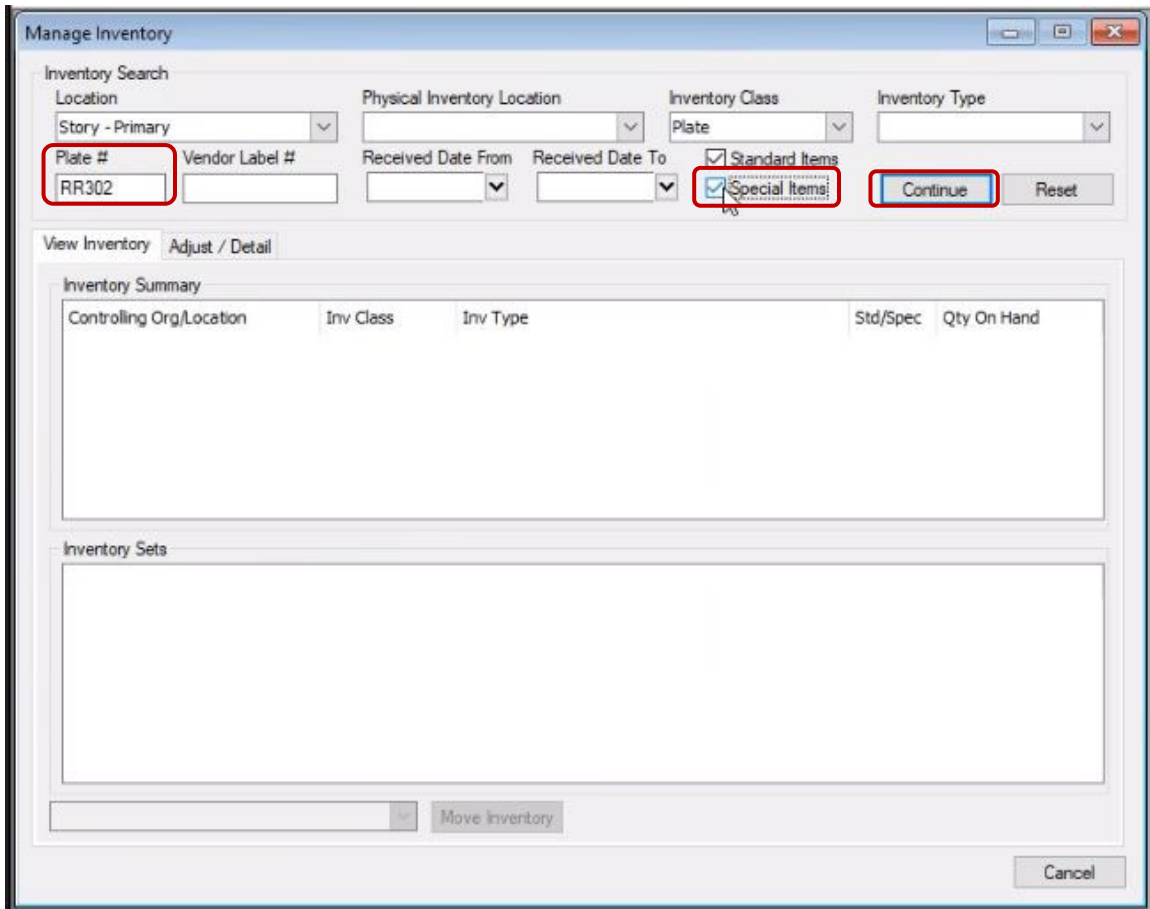 Manage Inventory
Inventory Search
Location Physical Inventory Location Inventory Class Inventory Type
Story - Primary Plate
Plate # Vendor Label # Received Date From Received Date To Standard Items
RR302 Special Items Continue Reset
View Inventory Adjust / Detail
Inventory Summary
Controlling Org/Location Inv Class Inv Type Std/Spec Qty On Hand
Inventory Sets
Move Inventory
Cancel